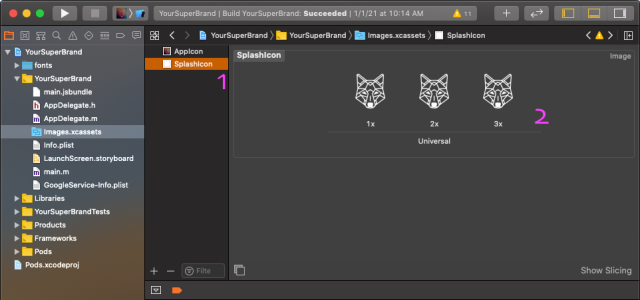 YourSuperBrand | Build YourSuperBrand: Succeeded | 1/1/21 at 10:14 AM 11
YourSuperBrand YourSuperBrand Images.xcassets SplashIcon
YourSuperBrand
fonts
YourSuperBrand
main.jsbundle
AppDelegate.h
AppDelegate.m
Images.xcassets
Info.plist
LaunchScreen.storyboard
main.m
GoogleService-Info.plist
Libraries
YourSuperBrandTests
Products
Frameworks
Pods
Pods.xcodeproj
AppIcon
SplashIcon
1
Filte
SplashIcon Image
1x 2x 3x
2
Universal
Show Slicing